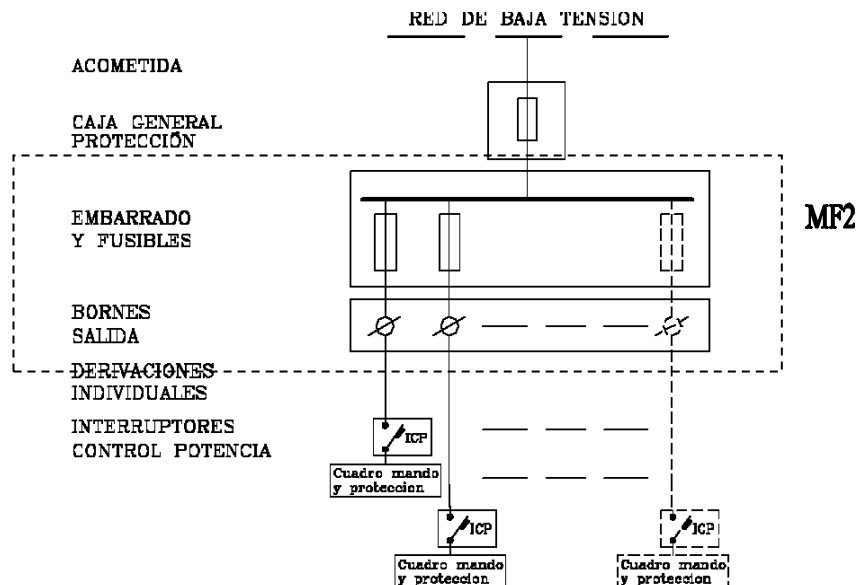 RED DE BAJA TENSION
ACOMETIDA
CAJA GENERAL
PROTECCIÓN
EMBARRADO
Y FUSIBLES
MF2
BORNES
SALIDA
DERIVACIONES
INDIVIDUALES
INTERRUPTORES
CONTROL POTENCIA
ICP
Cuadro mando
y proteccion
ICP
Cuadro mando
y proteccion
ICP
Cuadro mando
y proteccion